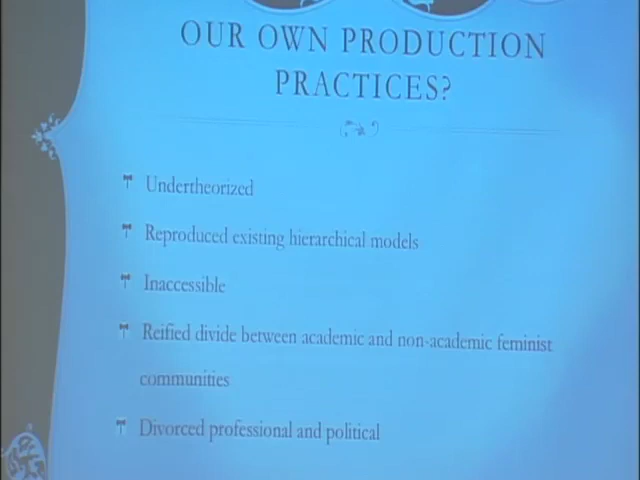 OUR OWN PRODUCTION
PRACTICES?
Undertheorized
Reproduced existing hierarchical models
Inaccessible
Reified divide between academic and non-academic feminist
communities
Divorced professional and political